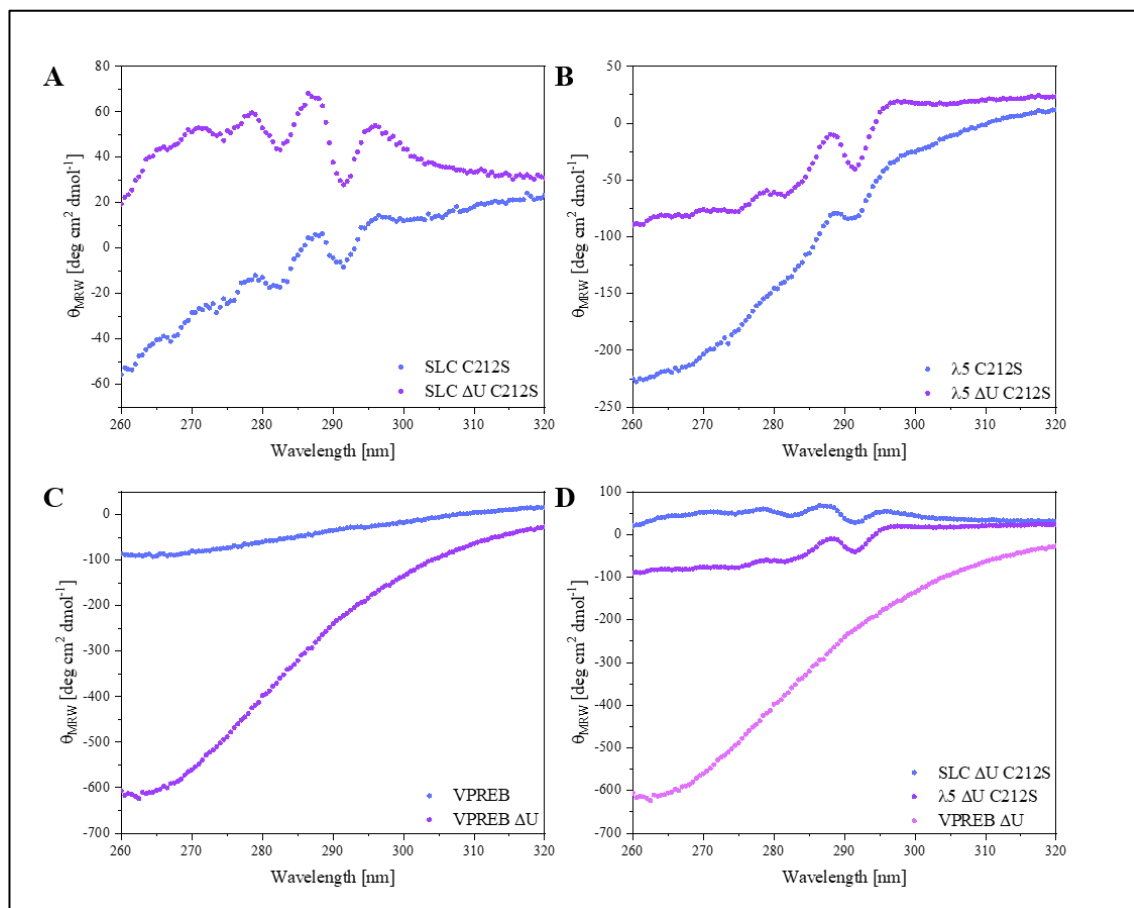 A
80
60
40
20
0
-20
-40
-60
260 270 280 290 300 310 320
θMRW [deg cm² dmol⁻¹]
Wavelength [nm]
SLC C212S
SLC ΔU C212S
B
50
0
-50
-100
-150
-200
-250
260 270 280 290 300 310 320
θMRW [deg cm² dmol⁻¹]
Wavelength [nm]
λ5 C212S
λ5 ΔU C212S
C
0
-100
-200
-300
-400
-500
-600
-700
260 270 280 290 300 310 320
θMRW [deg cm² dmol⁻¹]
Wavelength [nm]
VPREB
VPREB ΔU
D
100
0
-100
-200
-300
-400
-500
-600
-700
260 270 280 290 300 310 320
θMRW [deg cm² dmol⁻¹]
Wavelength [nm]
SLC ΔU C212S
λ5 ΔU C212S
VPREB ΔU